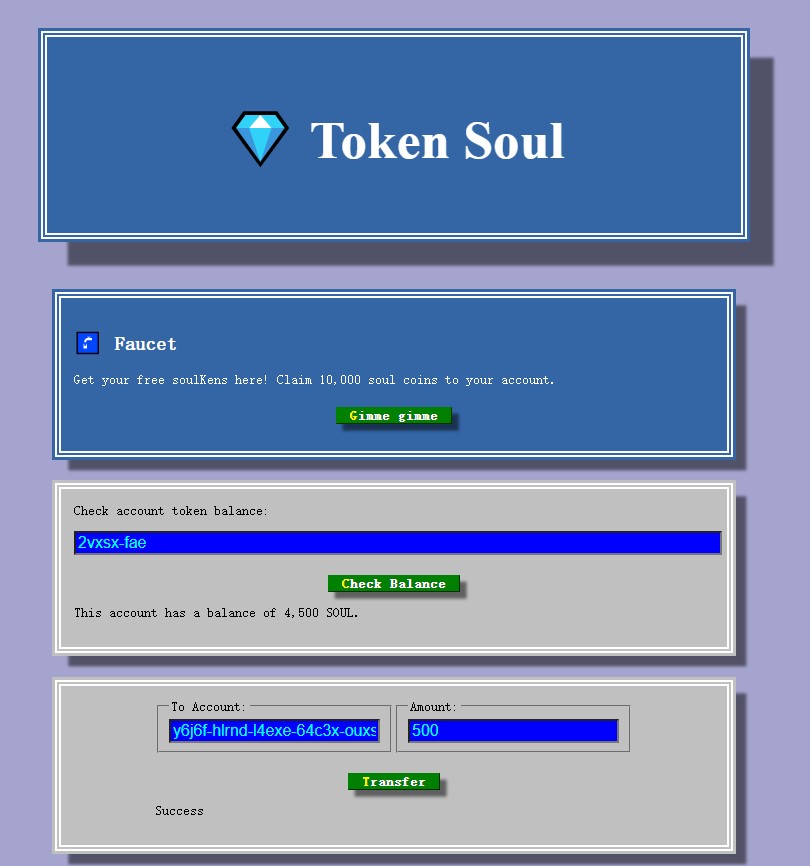 Token Soul
Faucet
Get your free soulKens here! Claim 10,000 soul coins to your account.
Gimme gimme
Check account token balance:
2vxsx-fae
Check Balance
This account has a balance of 4,500 SOUL.
To Account: Amount:
y6j6f-hlrnd-l4exe-64c3x-ouxs 500
Transfer
Success